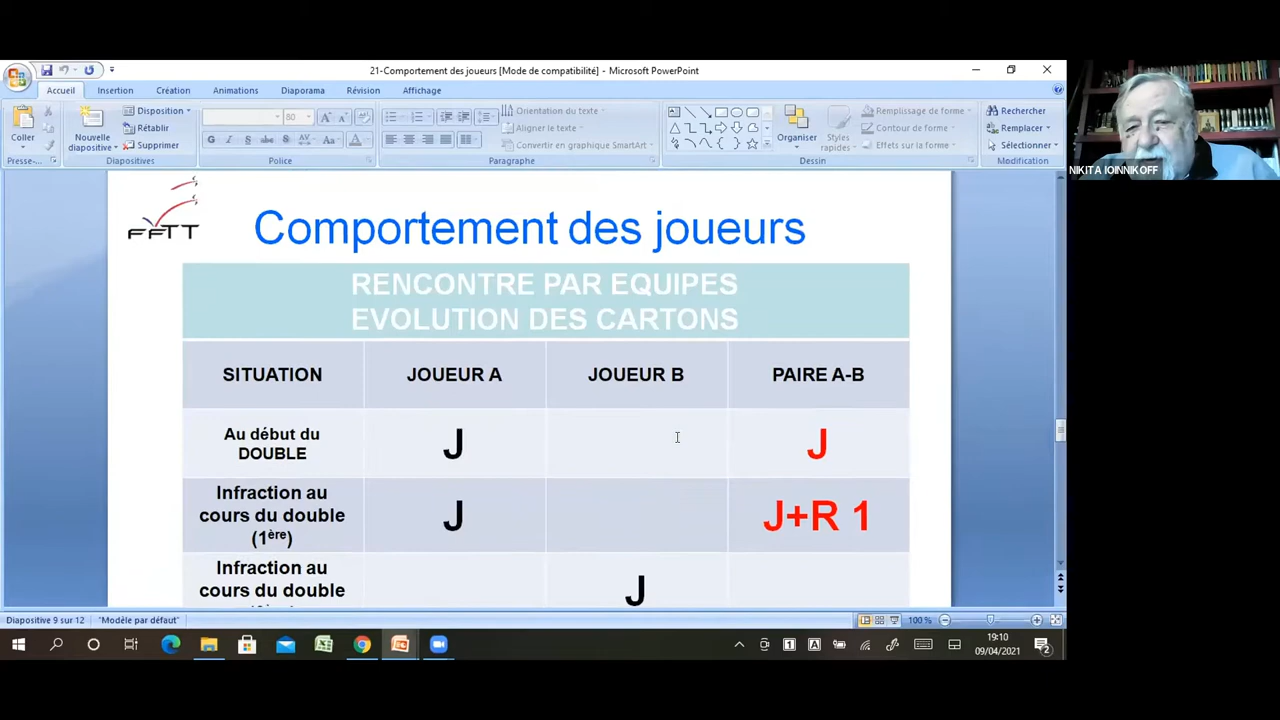 21-Comportement des joueurs [Mode de compatibilité] - Microsoft PowerPoint
Accueil Insertion Création Animations Diaporama Révision Affichage
Coller
Presse-...
Nouvelle diapositive
Disposition
Rétablir
Supprimer
Diapositives
80
G I S abe S AV Aa A
Police
Paragraphe
Orientation du texte
Aligner le texte
Convertir en graphique SmartArt
Organiser
Styles rapides
Remplissage de forme
Contour de forme
Effets sur la forme
Dessin
Rechercher
Remplacer
Sélectionner
Modification
NIKITA IOINNIKOFF
FFTT
Comportement des joueurs
RENCONTRE PAR EQUIPES
EVOLUTION DES CARTONS
SITUATION JOUEUR A JOUEUR B PAIRE A-B
Au début du
DOUBLE
J J
Infraction au
cours du double
(1ère)
J J+R 1
Infraction au
cours du double
J
Diapositive 9 sur 12 "Modèle par défaut" 100 %
19:10
09/04/2021